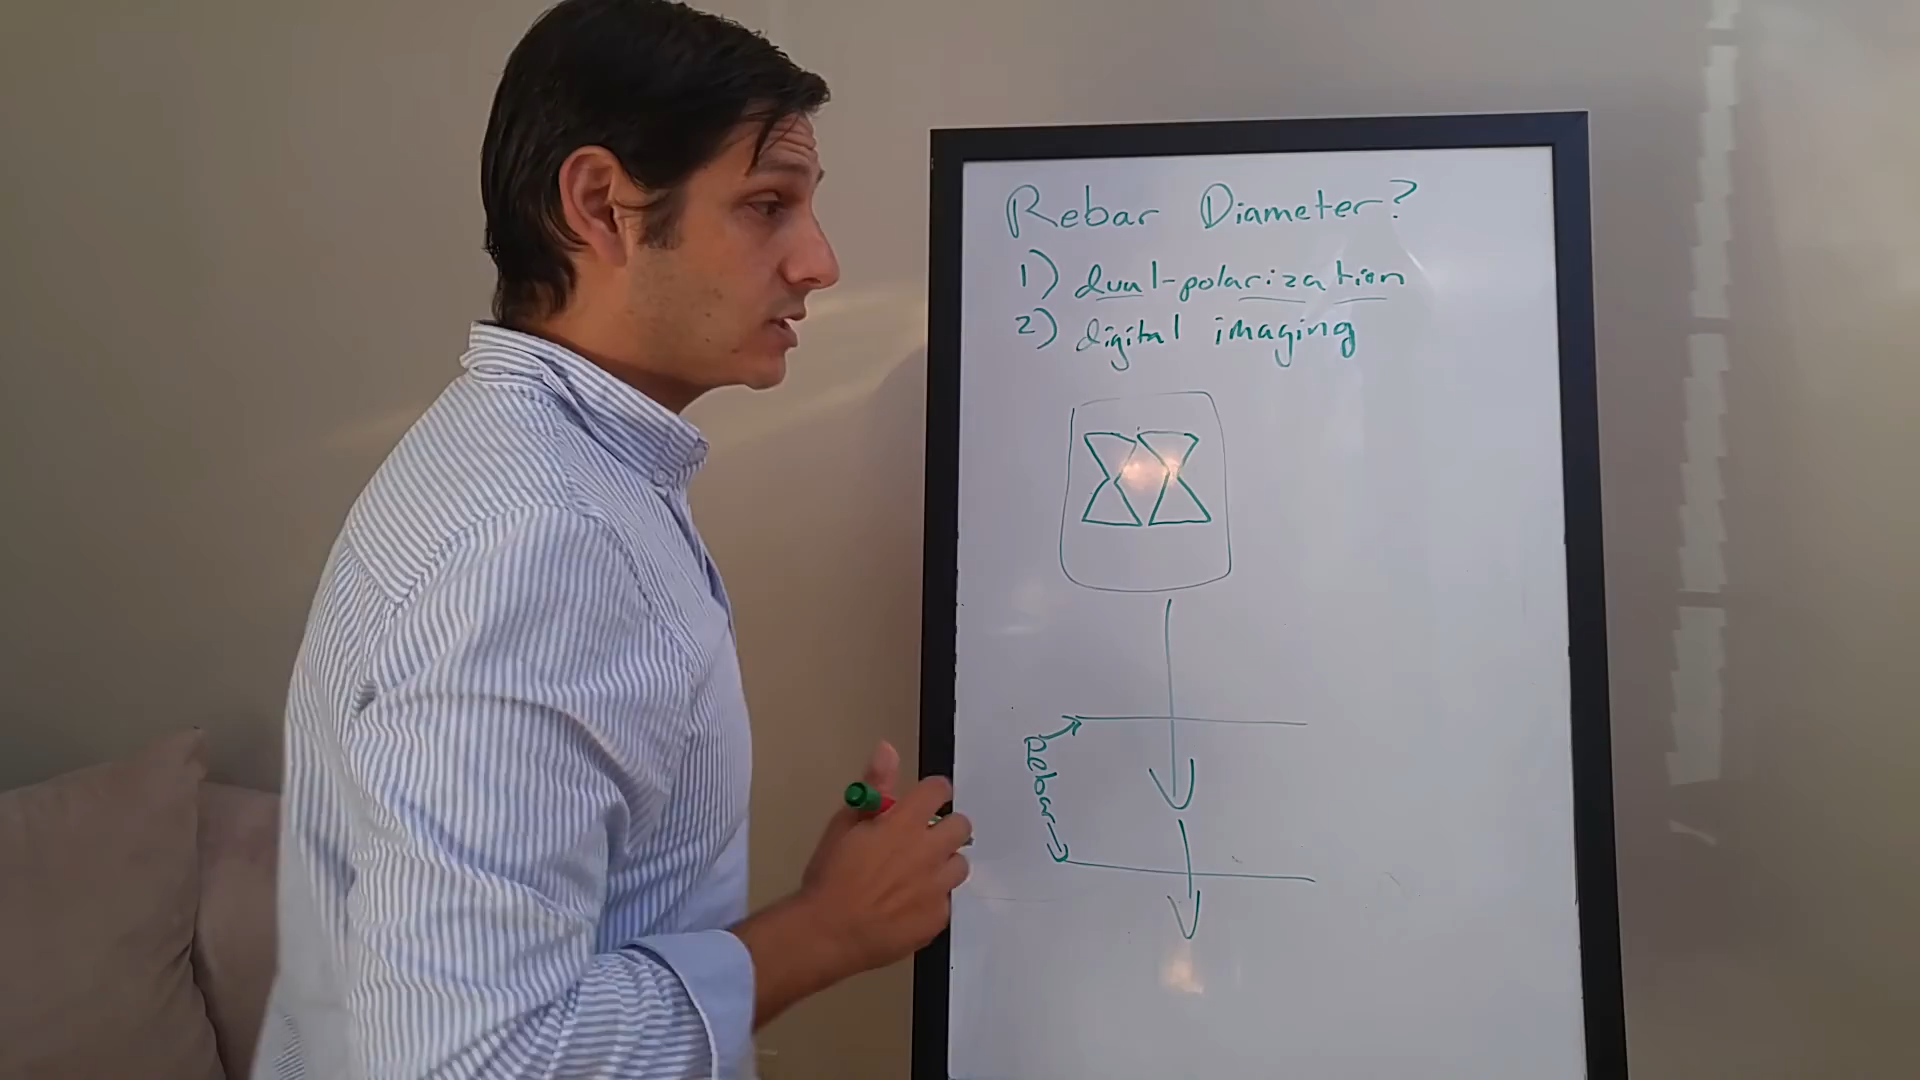 Rebar Diameter?
1) dual-polarization
2) digital imaging
Rebar